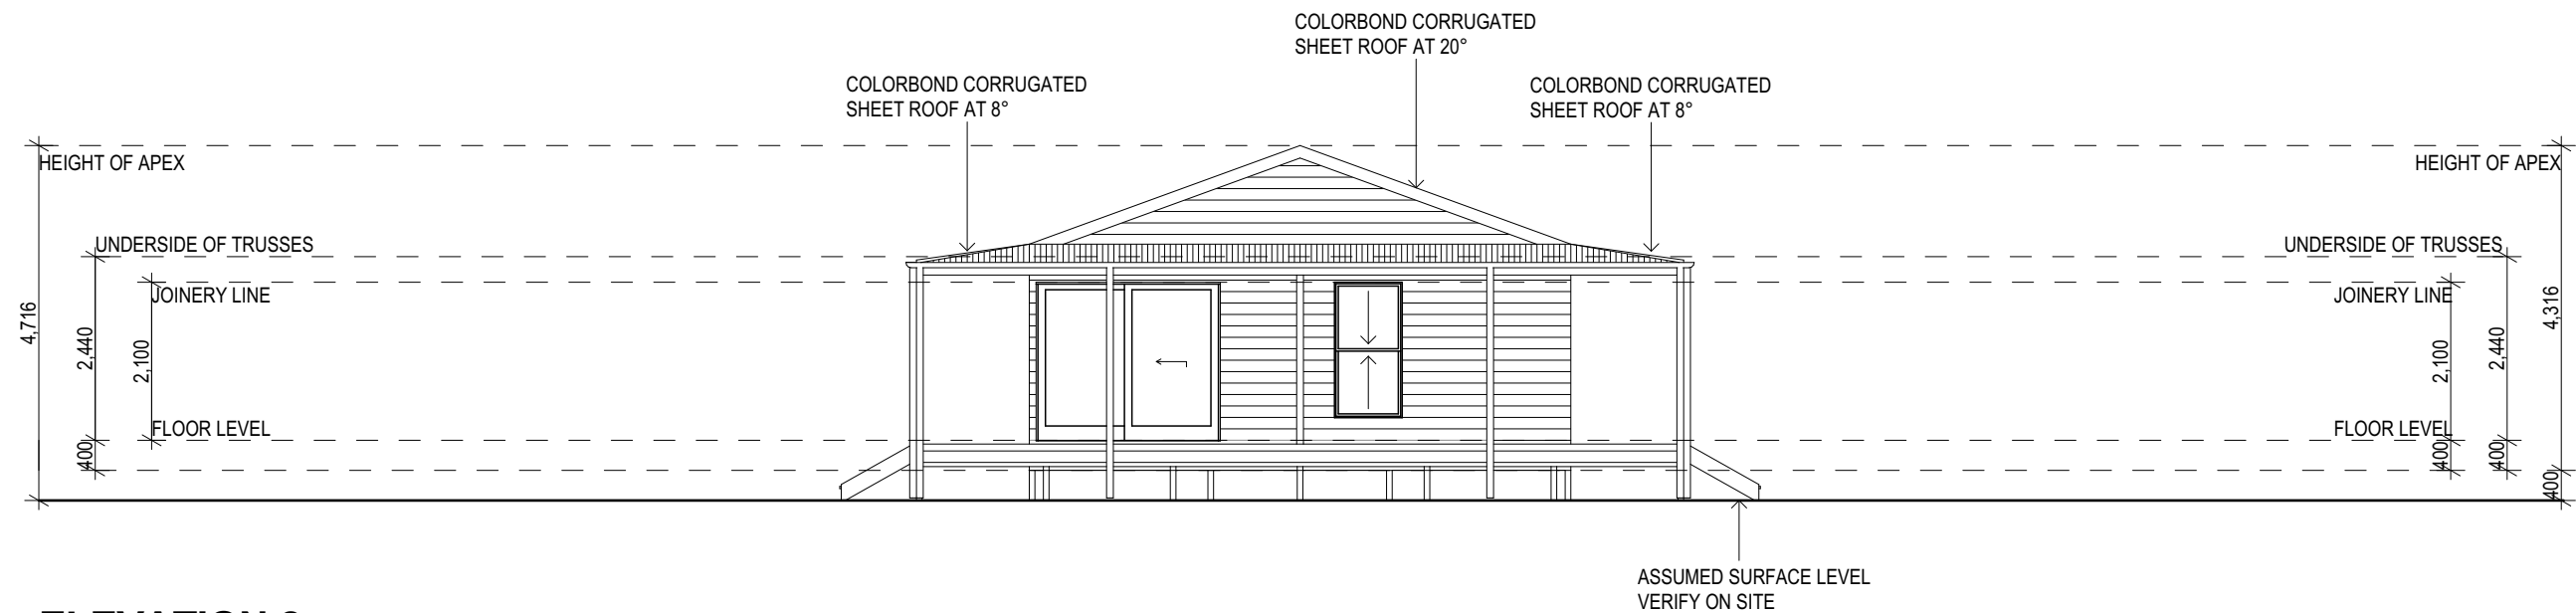 COLORBOND CORRUGATED
SHEET ROOF AT 20°
COLORBOND CORRUGATED
SHEET ROOF AT 8°
COLORBOND CORRUGATED
SHEET ROOF AT 8°
HEIGHT OF APEX
HEIGHT OF APEX
UNDERSIDE OF TRUSSES
UNDERSIDE OF TRUSSES
JOINERY LINE
JOINERY LINE
4,716
2,440
2,100
2,100
2,440
4,316
FLOOR LEVEL
FLOOR LEVEL
400
400
400
400
ASSUMED SURFACE LEVEL
VERIFY ON SITE